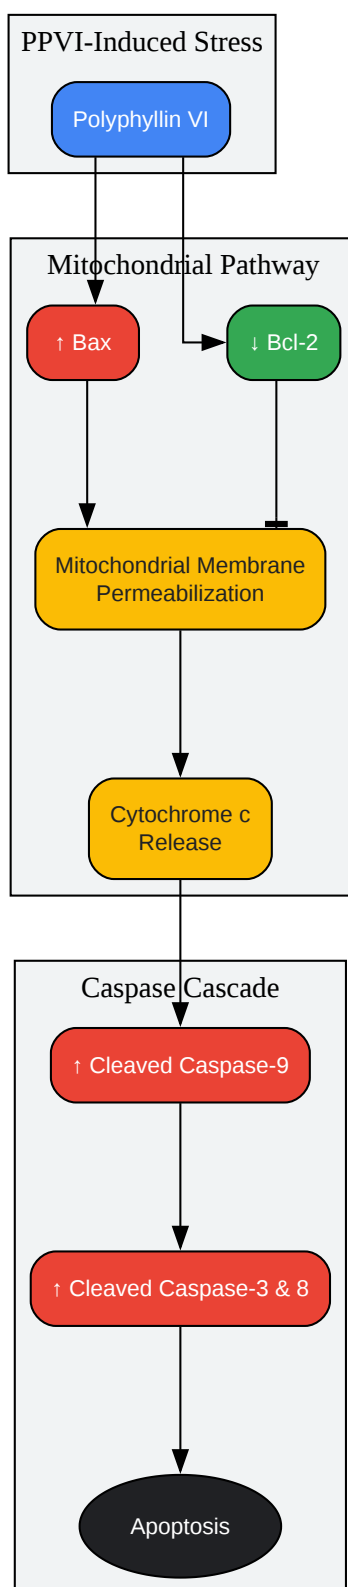 PPVI-Induced Stress
Polyphyllin VI
Mitochondrial Pathway
↑ Bax
↓ Bcl-2
Mitochondrial Membrane
Permeabilization
Cytochrome c
Release
Caspase Cascade
↑ Cleaved Caspase-9
↑ Cleaved Caspase-3 & 8
Apoptosis